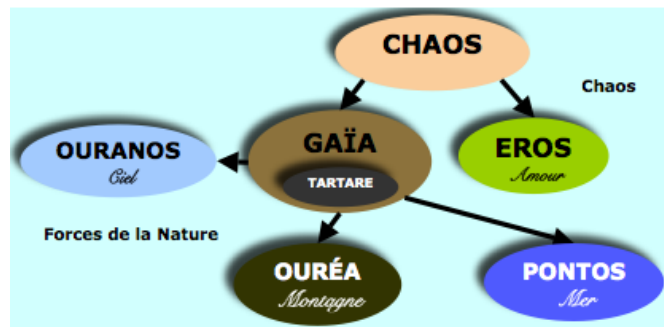 CHAOS
Chaos
GAÏA
TARTARE
OURANOS
Ciel
EROS
Amour
Forces de la Nature
OURÉA
Montagne
PONTOS
Mer